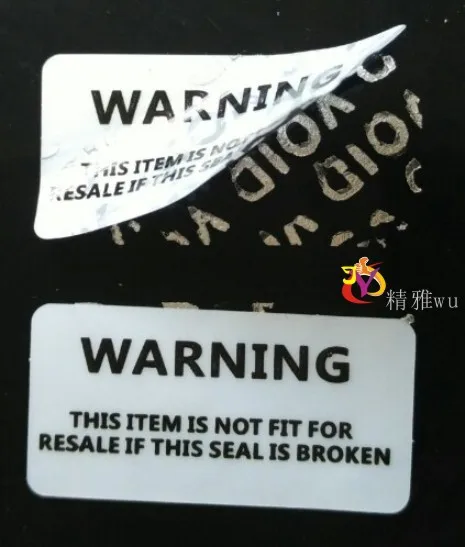 WARNING
THIS ITEM IS NOT
RESALE IF THIS SEAL
VOID
VOID
精雅wu
WARNING
THIS ITEM IS NOT FIT FOR
RESALE IF THIS SEAL IS BROKEN